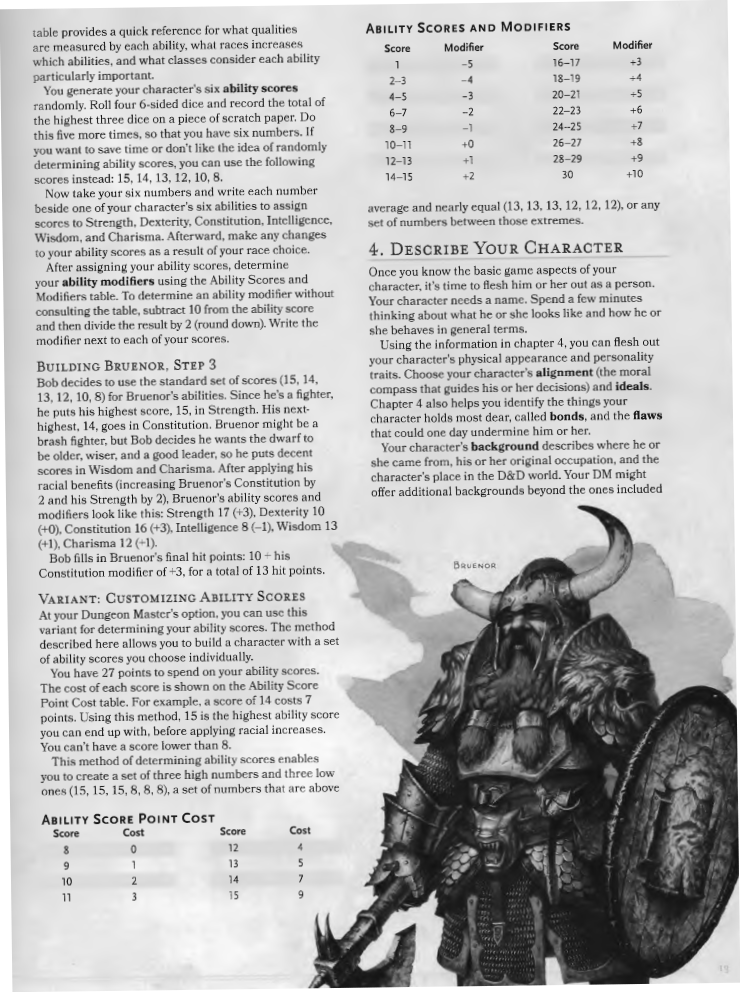 table provides a quick reference for what qualities
are measured by each ability, what races increases
which abilities, and what classes consider each ability
particularly important.
You generate your character's six ability scores
randomly. Roll four 6-sided dice and record the total of
the highest three dice on a piece of scratch paper. Do
this five more times, so that you have six numbers. If
you want to save time or don't like the idea of randomly
determining ability scores, you can use the following
scores instead: 15, 14, 13, 12, 10, 8.
Now take your six numbers and write each number
beside one of your character's six abilities to assign
scores to Strength, Dexterity, Constitution, Intelligence,
Wisdom, and Charisma. Afterward, make any changes
to your ability scores as a result of your race choice.
After assigning your ability scores, determine
your ability modifiers using the Ability Scores and
Modifiers table. To determine an ability modifier without
consulting the table, subtract 10 from the ability score
and then divide the result by 2 (round down). Write the
modifier next to each of your scores.
BUILDING BRUENOR, STEP 3
Bob decides to use the standard set of scores (15, 14,
13, 12, 10, 8) for Bruenor's abilities. Since he's a fighter,
he puts his highest score, 15, in Strength. His next-
highest, 14, goes in Constitution. Bruenor might be a
brash fighter, but Bob decides he wants the dwarf to
be older, wiser, and a good leader, so he puts decent
scores in Wisdom and Charisma. After applying his
racial benefits (increasing Bruenor's Constitution by
2 and his Strength by 2), Bruenor's ability scores and
modifiers look like this: Strength 17 (+3), Dexterity 10
(+0), Constitution 16 (+3), Intelligence 8 (–1), Wisdom 13
(+1), Charisma 12 (+1).
Bob fills in Bruenor's final hit points: 10 + his
Constitution modifier of +3, for a total of 13 hit points.
VARIANT: CUSTOMIZING ABILITY SCORES
At your Dungeon Master's option, you can use this
variant for determining your ability scores. The method
described here allows you to build a character with a set
of ability scores you choose individually.
You have 27 points to spend on your ability scores.
The cost of each score is shown on the Ability Score
Point Cost table. For example, a score of 14 costs 7
points. Using this method, 15 is the highest ability score
you can end up with, before applying racial increases.
You can't have a score lower than 8.
This method of determining ability scores enables
you to create a set of three high numbers and three low
ones (15, 15, 15, 8, 8, 8), a set of numbers that are above
ABILITY SCORE POINT COST
Score Cost Score Cost
8 0 12 4
9 1 13 5
10 2 14 7
11 3 15 9
ABILITY SCORES AND MODIFIERS
Score Modifier Score Modifier
1 –5 16–17 +3
2–3 –4 18–19 +4
4–5 –3 20–21 +5
6–7 –2 22–23 +6
8–9 –1 24–25 +7
10–11 +0 26–27 +8
12–13 +1 28–29 +9
14–15 +2 30 +10
average and nearly equal (13, 13, 13, 12, 12, 12), or any
set of numbers between those extremes.
4. DESCRIBE YOUR CHARACTER
Once you know the basic game aspects of your
character, it's time to flesh him or her out as a person.
Your character needs a name. Spend a few minutes
thinking about what he or she looks like and how he or
she behaves in general terms.
Using the information in chapter 4, you can flesh out
your character's physical appearance and personality
traits. Choose your character's alignment (the moral
compass that guides his or her decisions) and ideals.
Chapter 4 also helps you identify the things your
character holds most dear, called bonds, and the flaws
that could one day undermine him or her.
Your character's background describes where he or
she came from, his or her original occupation, and the
character's place in the D&D world. Your DM might
offer additional backgrounds beyond the ones included
BRUENOR